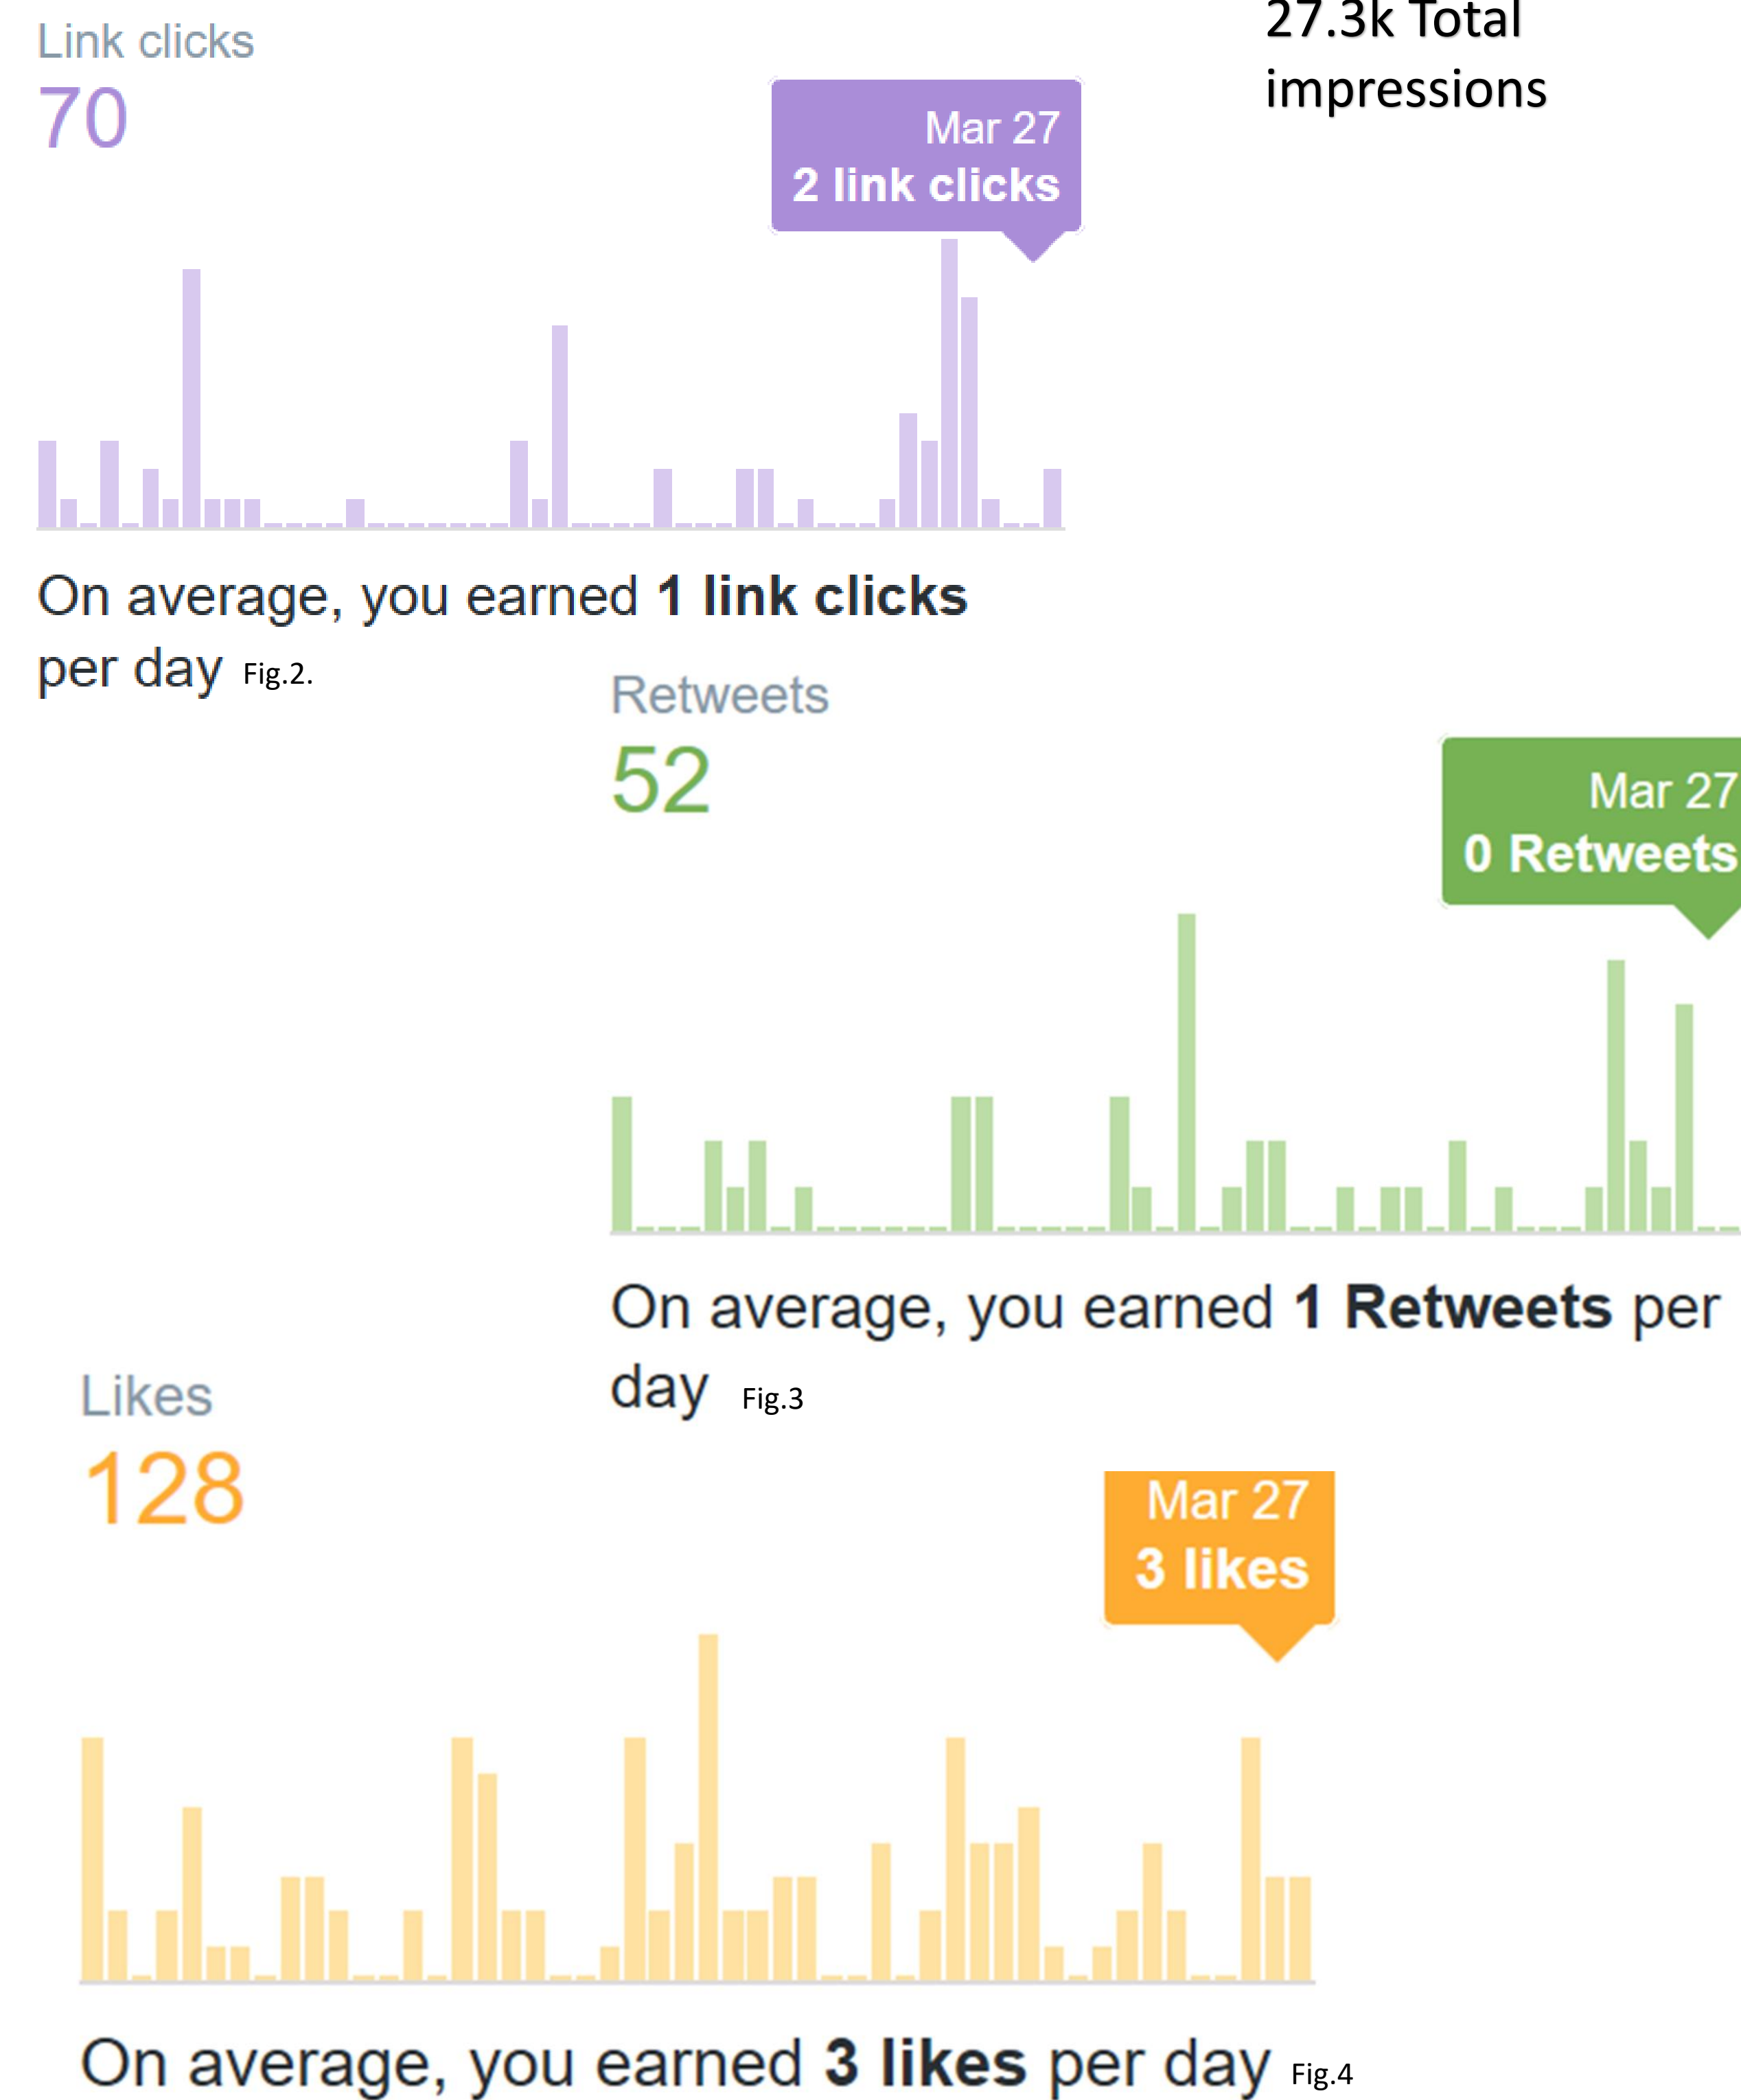 27.3k Total
impressions
Link clicks
70
Mar 27
2 link clicks
On average, you earned 1 link clicks
per day Fig.2.
Retweets
52
Mar 27
0 Retweets
On average, you earned 1 Retweets per
day Fig.3
Likes
128
Mar 27
3 likes
On average, you earned 3 likes per day Fig.4